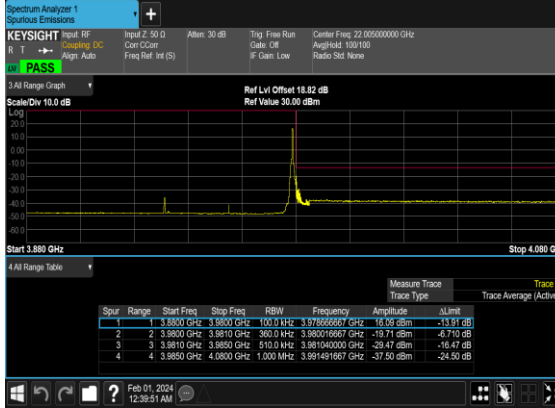 Spectrum Analyzer 1
Spurious Emissions
+
KEYSIGHT Input: RF Input Z: 50 Ω Atten: 30 dB Trig: Free Run Center Freq: 22.005000000 GHz
R T Coupling: DC Corr CCorr Gate: Off Avg|Hold: 100/100
Align: Auto Freq Ref: Int (S) IF Gain: Low Radio Std: None
PASS
3 All Range Graph
Ref Lvl Offset 18.82 dB
Scale/Div 10.0 dB Ref Value 30.00 dBm
Log
20.0
10.0
0.00
-10.0
-20.0
-30.0
-40.0
-50.0
-60.0
Start 3.880 GHz Stop 4.080 G
4 All Range Table
Measure Trace Trace
Trace Type Trace Average (Active
Spur Range Start Freq Stop Freq RBW Frequency Amplitude ΔLimit
1 1 3.8800 GHz 3.9800 GHz 100.0 kHz 3.978666667 GHz 16.09 dBm -13.91 dB
2 2 3.9800 GHz 3.9810 GHz 360.0 kHz 3.980016667 GHz -19.71 dBm -6.710 dB
3 3 3.9810 GHz 3.9850 GHz 510.0 kHz 3.981040000 GHz -29.47 dBm -16.47 dB
4 4 3.9850 GHz 4.0800 GHz 1.000 MHz 3.991491667 GHz -37.50 dBm -24.50 dB
? Feb 01, 2024
12:39:51 AM